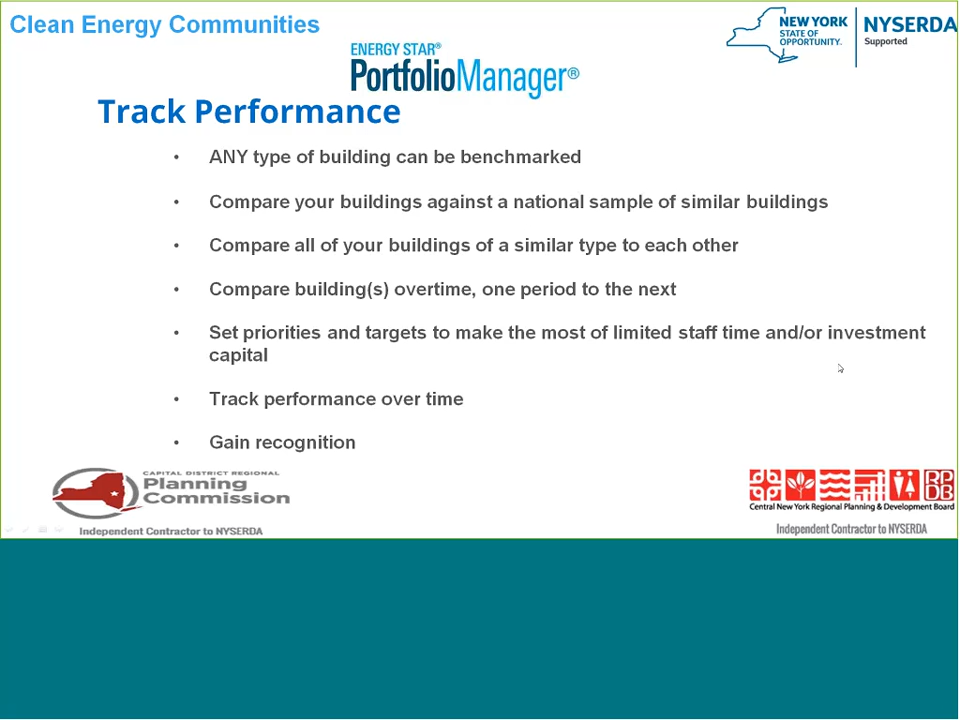 Clean Energy Communities
NEW YORK
STATE OF
OPPORTUNITY.
NYSERDA
Supported
ENERGY STAR®
PortfolioManager®
Track Performance
• ANY type of building can be benchmarked
• Compare your buildings against a national sample of similar buildings
• Compare all of your buildings of a similar type to each other
• Compare building(s) overtime, one period to the next
• Set priorities and targets to make the most of limited staff time and/or investment
capital
• Track performance over time
• Gain recognition
CAPITAL DISTRICT REGIONAL
Planning
Commission
Independent Contractor to NYSERDA
RP
DB
Central New York Regional Planning & Development Board
Independent Contractor to NYSERDA